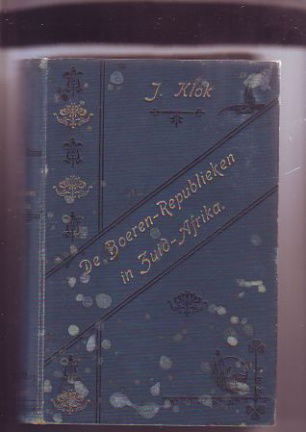 J. Klok
De Boeren-Republieken
in Zuid-Afrika.